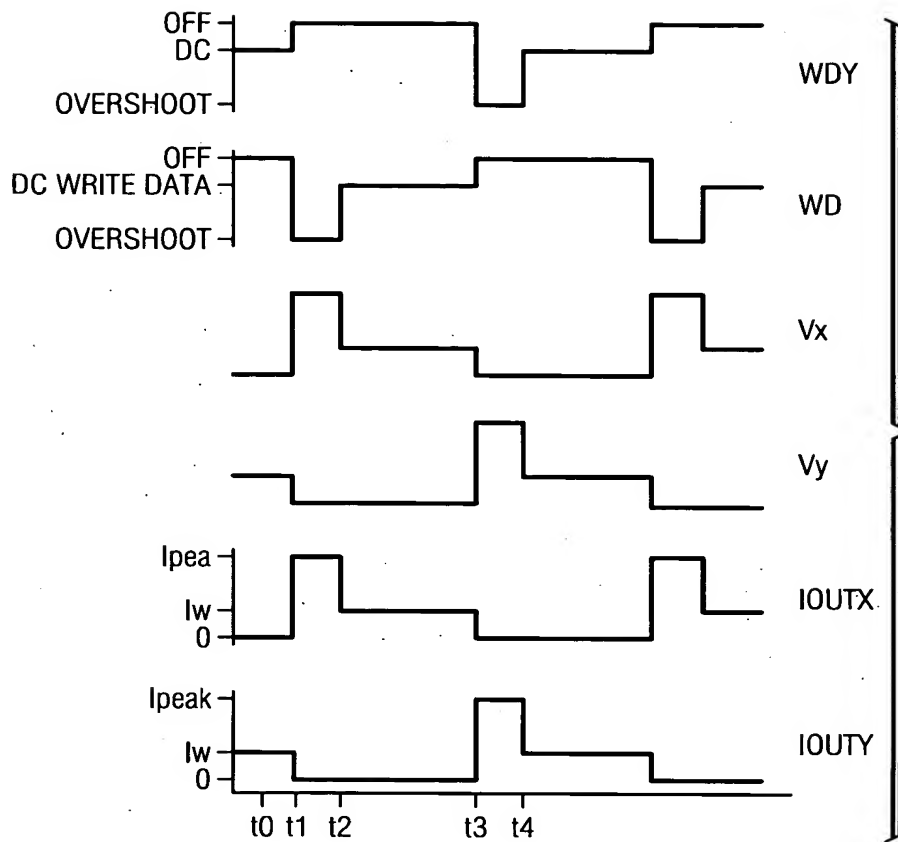 OFF
DC
OVERSHOOT
WDY
OFF
DC WRITE DATA
OVERSHOOT
WD
Vx
Vy
Ipea
Iw
0
IOUTX
Ipeak
Iw
0
IOUTY
t0 t1 t2 t3 t4